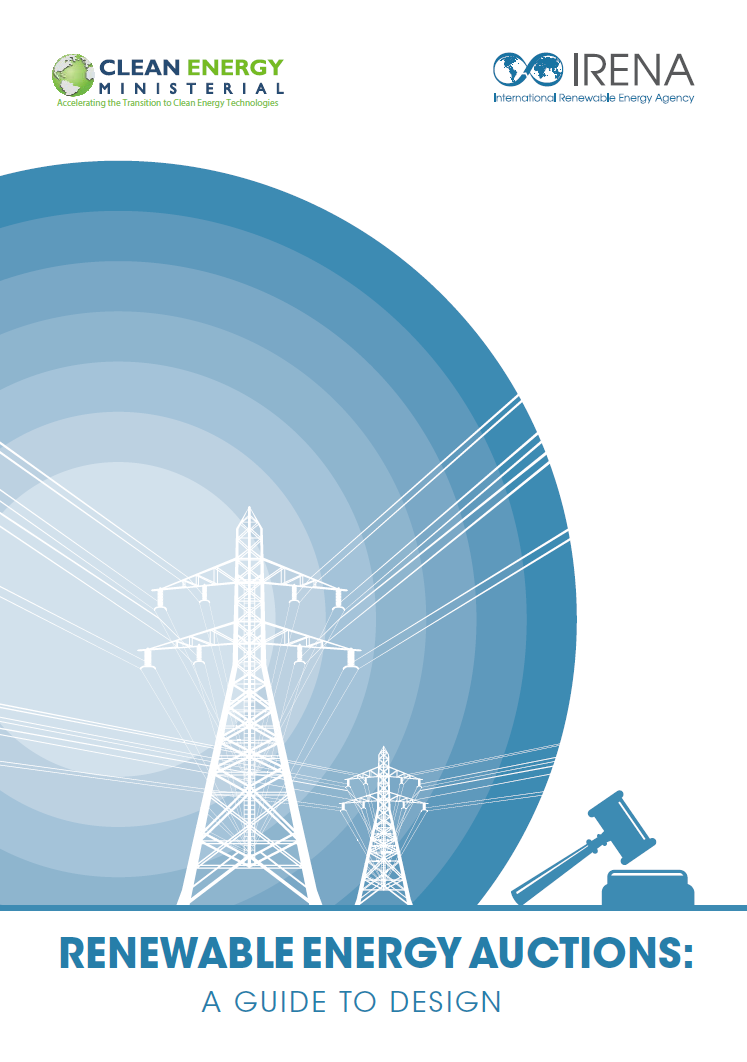 CLEAN ENERGY
MINISTERIAL
Accelerating the Transition to Clean Energy Technologies
IRENA
International Renewable Energy Agency
RENEWABLE ENERGY AUCTIONS:
A GUIDE TO DESIGN